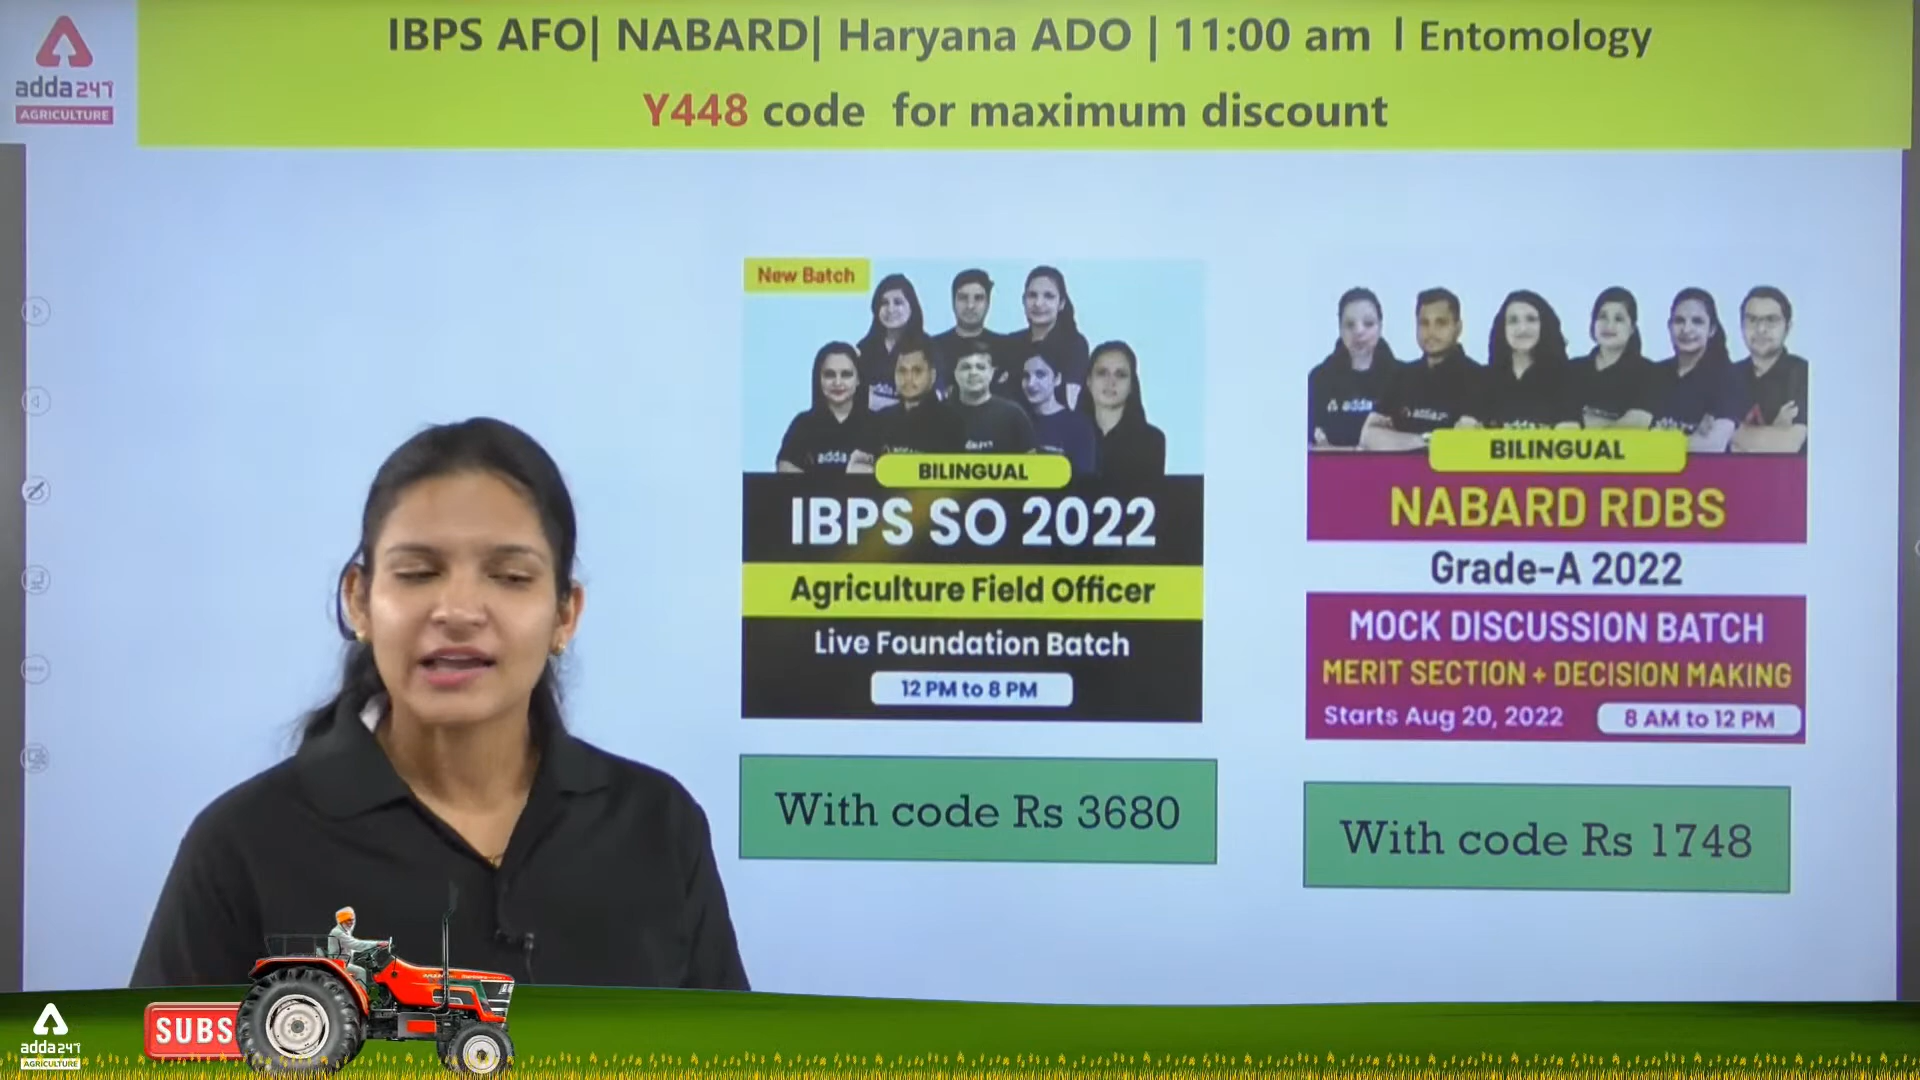 adda247
AGRICULTURE
IBPS AFO| NABARD| Haryana ADO | 11:00 am l Entomology
Y448 code for maximum discount
New Batch
adda
BILINGUAL
IBPS SO 2022
Agriculture Field Officer
Live Foundation Batch
12 PM to 8 PM
With code Rs 3680
adda
BILINGUAL
NABARD RDBS
Grade-A 2022
MOCK DISCUSSION BATCH
MERIT SECTION + DECISION MAKING
Starts Aug 20, 2022
8 AM to 12 PM
With code Rs 1748
SUBS
adda247
AGRICULTURE